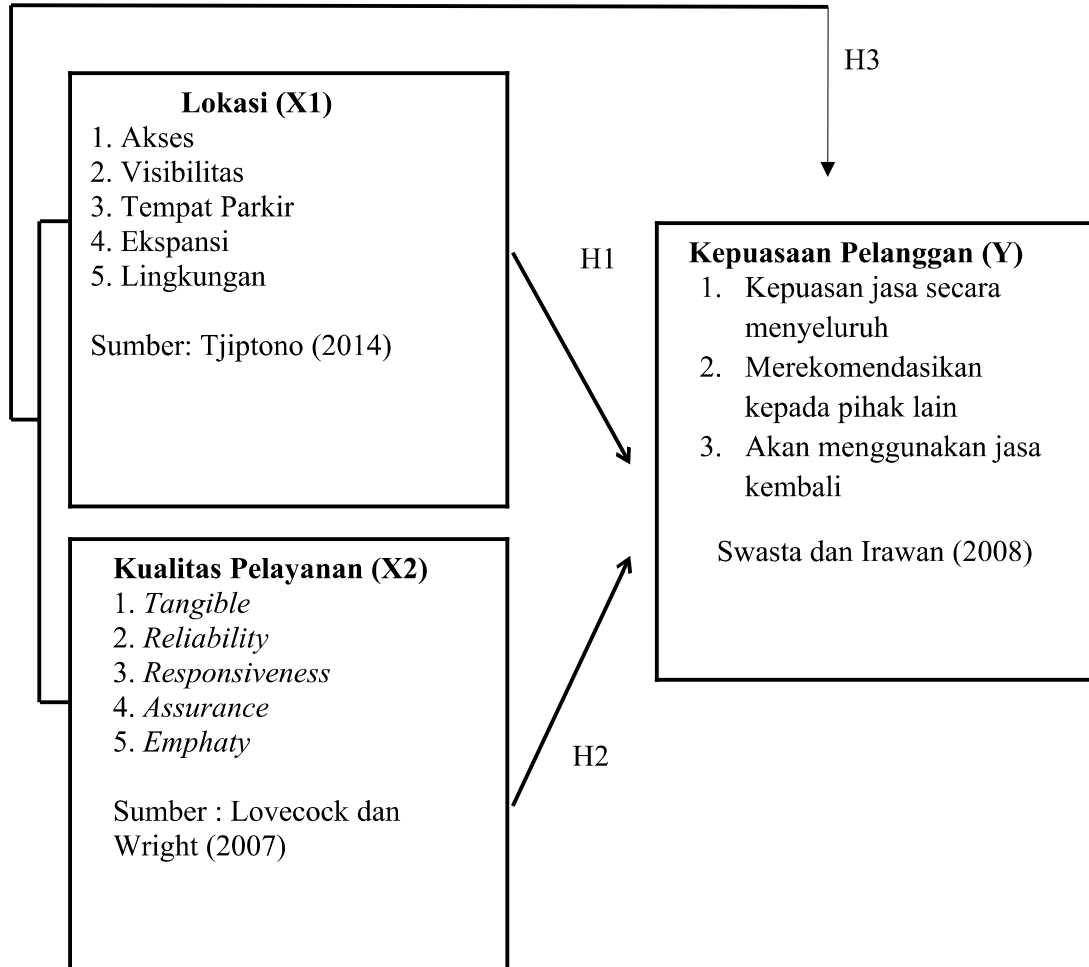 H3
Lokasi (X1)
1. Akses
2. Visibilitas
3. Tempat Parkir
4. Ekspansi
5. Lingkungan
Sumber: Tjiptono (2014)
H1
Kepuasaan Pelanggan (Y)
1. Kepuasan jasa secara
menyeluruh
2. Merekomendasikan
kepada pihak lain
3. Akan menggunakan jasa
kembali
Swasta dan Irawan (2008)
Kualitas Pelayanan (X2)
1. Tangible
2. Reliability
3. Responsiveness
4. Assurance
5. Emphaty
Sumber : Lovecock dan
Wright (2007)
H2